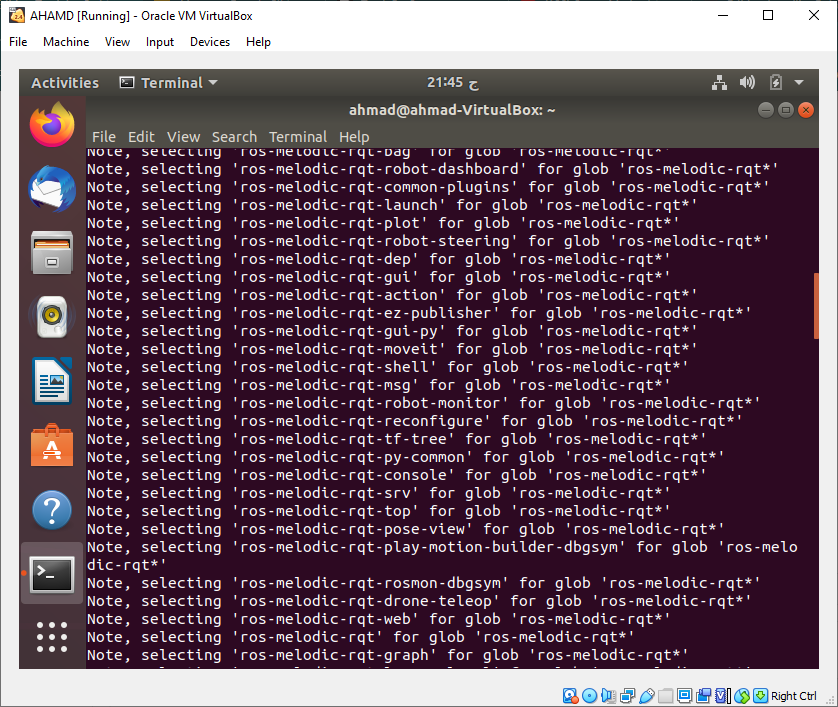 AHAMD [Running] - Oracle VM VirtualBox
File Machine View Input Devices Help
Activities Terminal 21:45 ح
ahmad@ahmad-VirtualBox: ~
File Edit View Search Terminal Help
Note, selecting 'ros-melodic-rqt-bag' for glob 'ros-melodic-rqt*'
Note, selecting 'ros-melodic-rqt-robot-dashboard' for glob 'ros-melodic-rqt*'
Note, selecting 'ros-melodic-rqt-common-plugins' for glob 'ros-melodic-rqt*'
Note, selecting 'ros-melodic-rqt-launch' for glob 'ros-melodic-rqt*'
Note, selecting 'ros-melodic-rqt-plot' for glob 'ros-melodic-rqt*'
Note, selecting 'ros-melodic-rqt-robot-steering' for glob 'ros-melodic-rqt*'
Note, selecting 'ros-melodic-rqt-dep' for glob 'ros-melodic-rqt*'
Note, selecting 'ros-melodic-rqt-gui' for glob 'ros-melodic-rqt*'
Note, selecting 'ros-melodic-rqt-action' for glob 'ros-melodic-rqt*'
Note, selecting 'ros-melodic-rqt-ez-publisher' for glob 'ros-melodic-rqt*'
Note, selecting 'ros-melodic-rqt-gui-py' for glob 'ros-melodic-rqt*'
Note, selecting 'ros-melodic-rqt-moveit' for glob 'ros-melodic-rqt*'
Note, selecting 'ros-melodic-rqt-shell' for glob 'ros-melodic-rqt*'
Note, selecting 'ros-melodic-rqt-msg' for glob 'ros-melodic-rqt*'
Note, selecting 'ros-melodic-rqt-robot-monitor' for glob 'ros-melodic-rqt*'
Note, selecting 'ros-melodic-rqt-reconfigure' for glob 'ros-melodic-rqt*'
Note, selecting 'ros-melodic-rqt-tf-tree' for glob 'ros-melodic-rqt*'
Note, selecting 'ros-melodic-rqt-py-common' for glob 'ros-melodic-rqt*'
Note, selecting 'ros-melodic-rqt-console' for glob 'ros-melodic-rqt*'
Note, selecting 'ros-melodic-rqt-srv' for glob 'ros-melodic-rqt*'
Note, selecting 'ros-melodic-rqt-top' for glob 'ros-melodic-rqt*'
Note, selecting 'ros-melodic-rqt-pose-view' for glob 'ros-melodic-rqt*'
Note, selecting 'ros-melodic-rqt-play-motion-builder-dbgsym' for glob 'ros-melo
dic-rqt*'
Note, selecting 'ros-melodic-rqt-rosmon-dbgsym' for glob 'ros-melodic-rqt*'
Note, selecting 'ros-melodic-rqt-drone-teleop' for glob 'ros-melodic-rqt*'
Note, selecting 'ros-melodic-rqt-web' for glob 'ros-melodic-rqt*'
Note, selecting 'ros-melodic-rqt' for glob 'ros-melodic-rqt*'
Note, selecting 'ros-melodic-rqt-graph' for glob 'ros-melodic-rqt*'
Right Ctrl